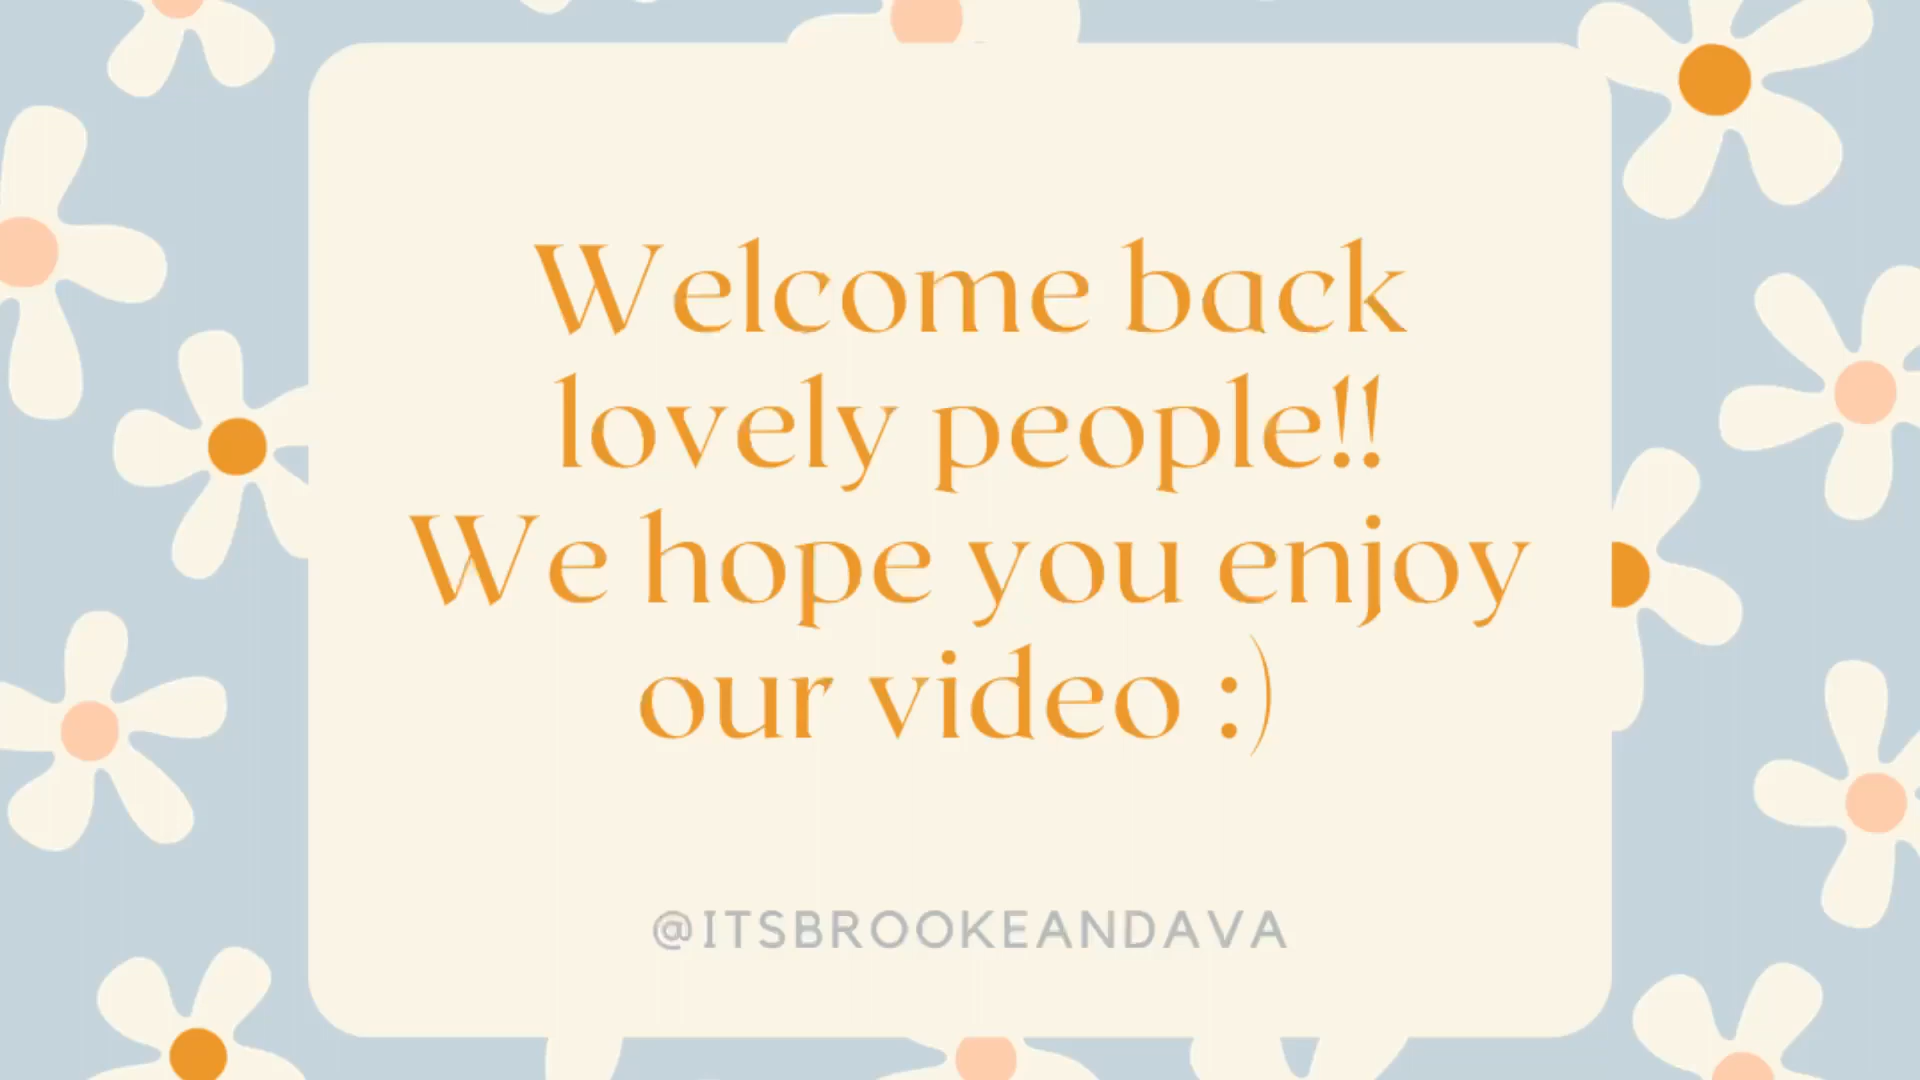 Welcome back
lovely people!!
We hope you enjoy
our video :)
@ITSBROOKEANDAVA